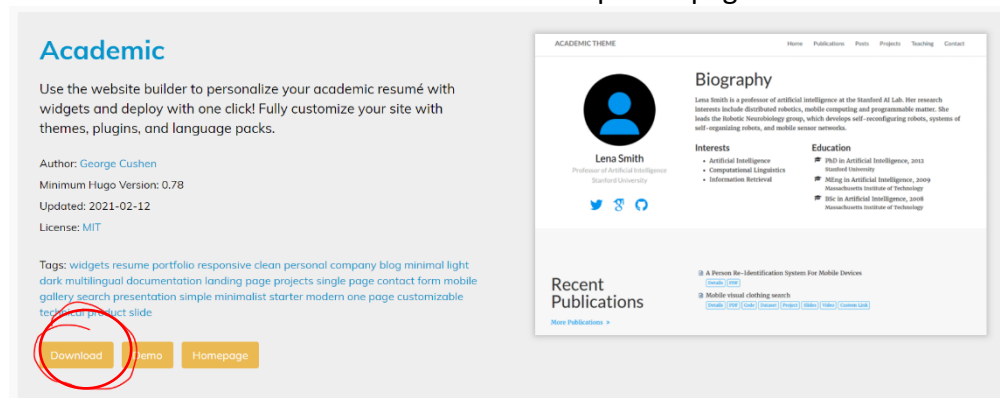 Academic
Use the website builder to personalize your academic resumé with
widgets and deploy with one click! Fully customize your site with
themes, plugins, and language packs.
Author: George Cushen
Minimum Hugo Version: 0.78
Updated: 2021-02-12
License: MIT
Tags: widgets resume portfolio responsive clean personal company blog minimal light
dark multilingual documentation landing page projects single page contact form mobile
gallery search presentation simple minimalist starter modern one page customizable
technical product slide
Download Demo Homepage
ACADEMIC THEME Home Publications Posts Projects Teaching Contact
Biography
Lena Smith is a professor of artificial intelligence at the Stanford AI Lab. Her research
interests include distributed robotics, mobile computing and programmable matter. She
leads the Robotic Neurobiology group, which develops self-reconfiguring robots, systems of
self-organizing robots, and mobile sensor networks.
Lena Smith
Professor of Artificial Intelligence
Stanford University
Interests
Artificial Intelligence
Computational Linguistics
Information Retrieval
Education
PhD in Artificial Intelligence, 2012
Stanford University
MEng in Artificial Intelligence, 2009
Massachusetts Institute of Technology
BSc in Artificial Intelligence, 2008
Massachusetts Institute of Technology
Recent
Publications
More Publications >
A Person Re-Identification System For Mobile Devices
Details PDF
Mobile visual clothing search
Details PDF Code Dataset Project Slides Video Custom Link